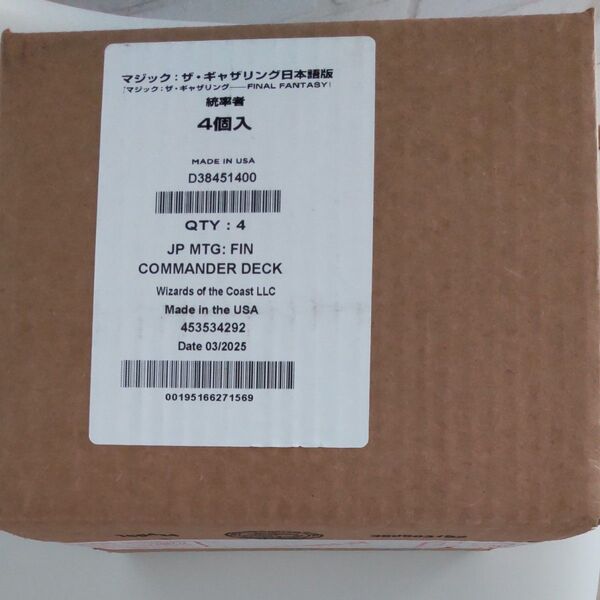 マジック：ザ・ギャザリング日本語版
「マジック：ザ・ギャザリング——FINAL FANTASY」
統率者
4個入
MADE IN USA
D38451400
QTY : 4
JP MTG: FIN
COMMANDER DECK
Wizards of the Coast LLC
Made in the USA
453534292
Date 03/2025
00195166271569